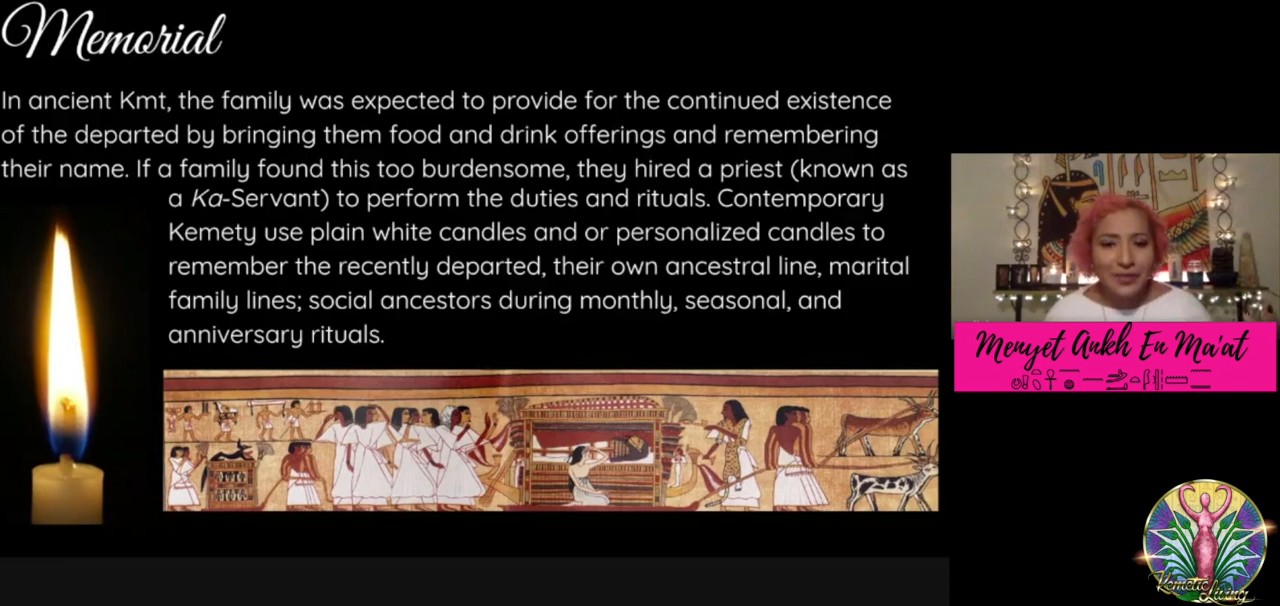 Memorial
In ancient Kmt, the family was expected to provide for the continued existence
of the departed by bringing them food and drink offerings and remembering
their name. If a family found this too burdensome, they hired a priest (known as
a Ka-Servant) to perform the duties and rituals. Contemporary
Kemety use plain white candles and or personalized candles to
remember the recently departed, their own ancestral line, marital
family lines; social ancestors during monthly, seasonal, and
anniversary rituals.
Menyet Ankh En Ma'at
Kemetic Living